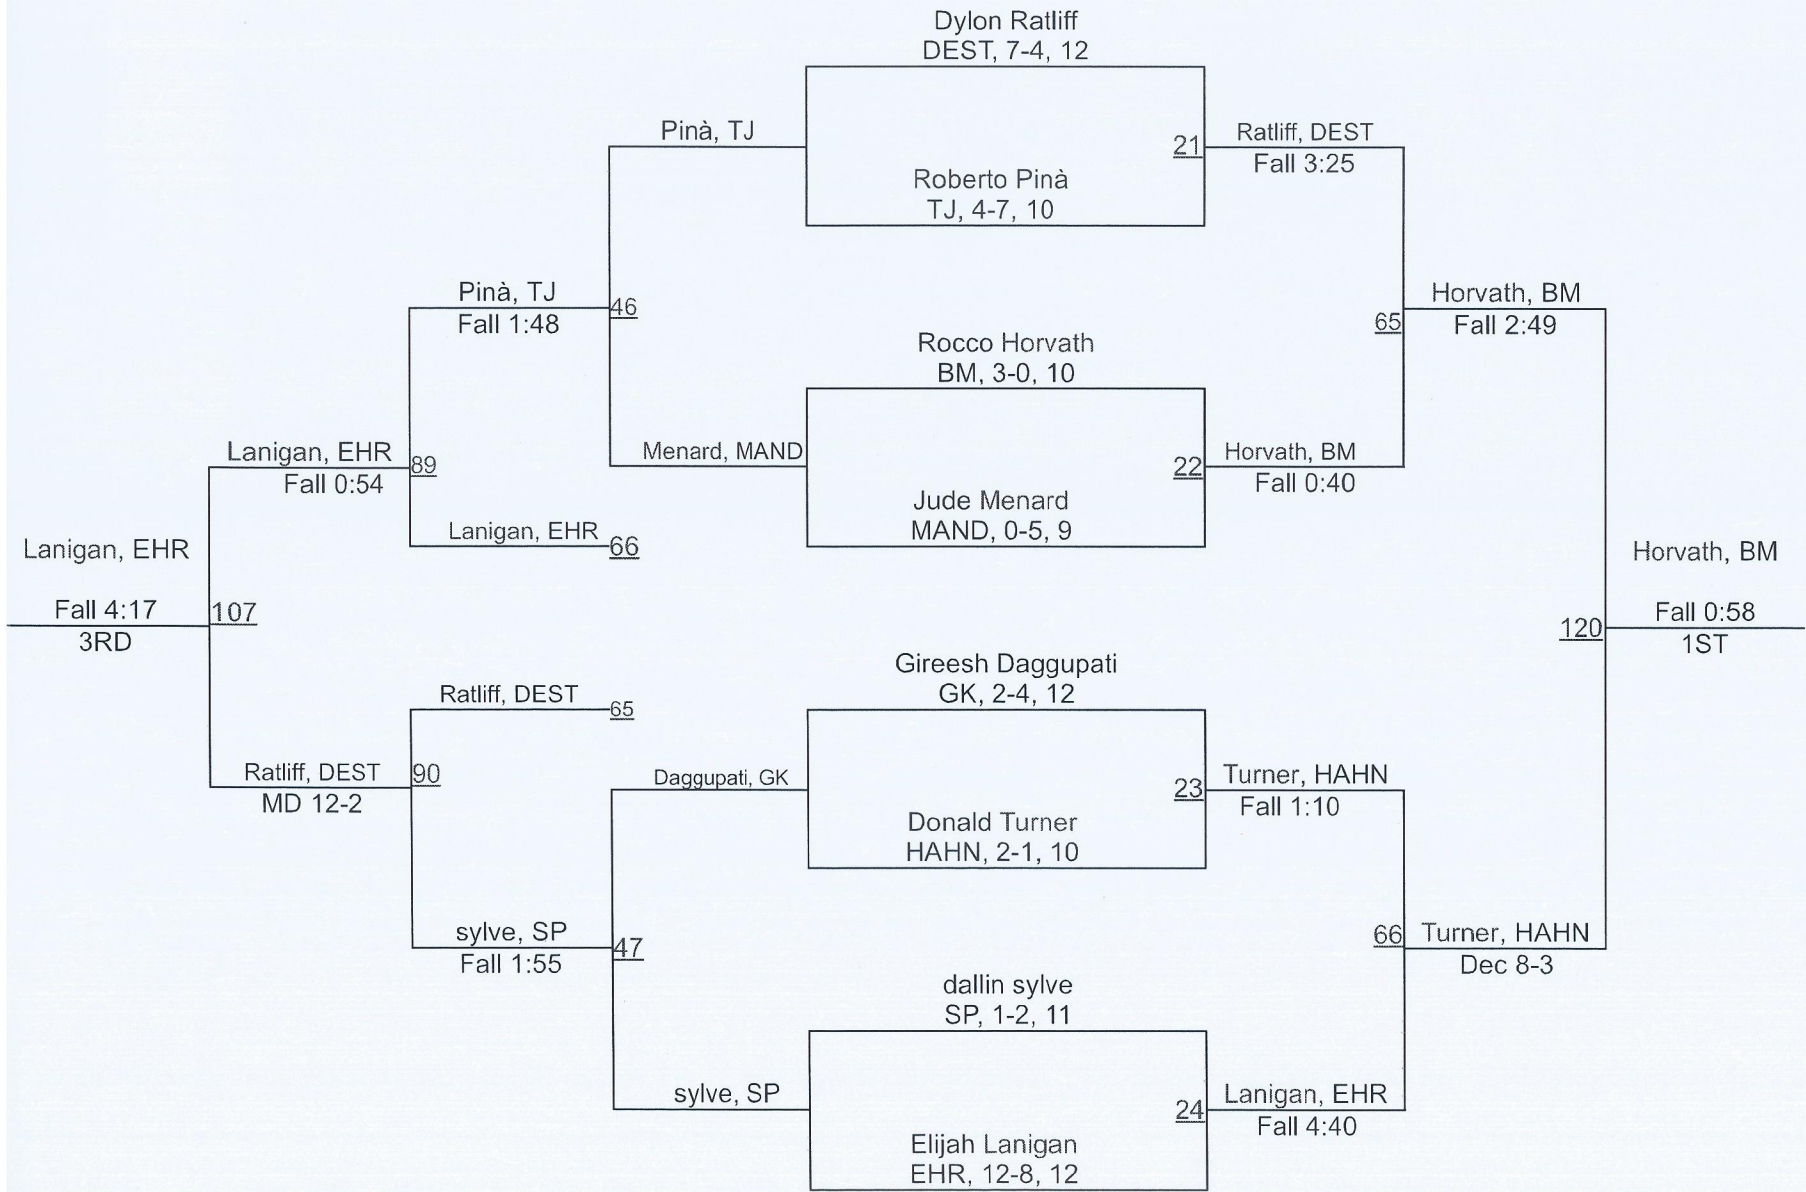 Dylon Ratliff
DEST, 7-4, 12
Pinà, TJ
21
Ratliff, DEST
Fall 3:25
Roberto Pinà
TJ, 4-7, 10
Pinà, TJ
Fall 1:48
46
Horvath, BM
Fall 2:49
65
Rocco Horvath
BM, 3-0, 10
Lanigan, EHR
Fall 0:54
89
Menard, MAND
22
Horvath, BM
Fall 0:40
Jude Menard
MAND, 0-5, 9
Lanigan, EHR
66
Lanigan, EHR
Fall 4:17
3RD
107
Horvath, BM
Fall 0:58
1ST
120
Gireesh Daggupati
GK, 2-4, 12
Ratliff, DEST
65
Ratliff, DEST
MD 12-2
90
Daggupati, GK
23
Turner, HAHN
Fall 1:10
Donald Turner
HAHN, 2-1, 10
sylve, SP
Fall 1:55
47
66
Turner, HAHN
Dec 8-3
dallin sylve
SP, 1-2, 11
sylve, SP
24
Lanigan, EHR
Fall 4:40
Elijah Lanigan
EHR, 12-8, 12